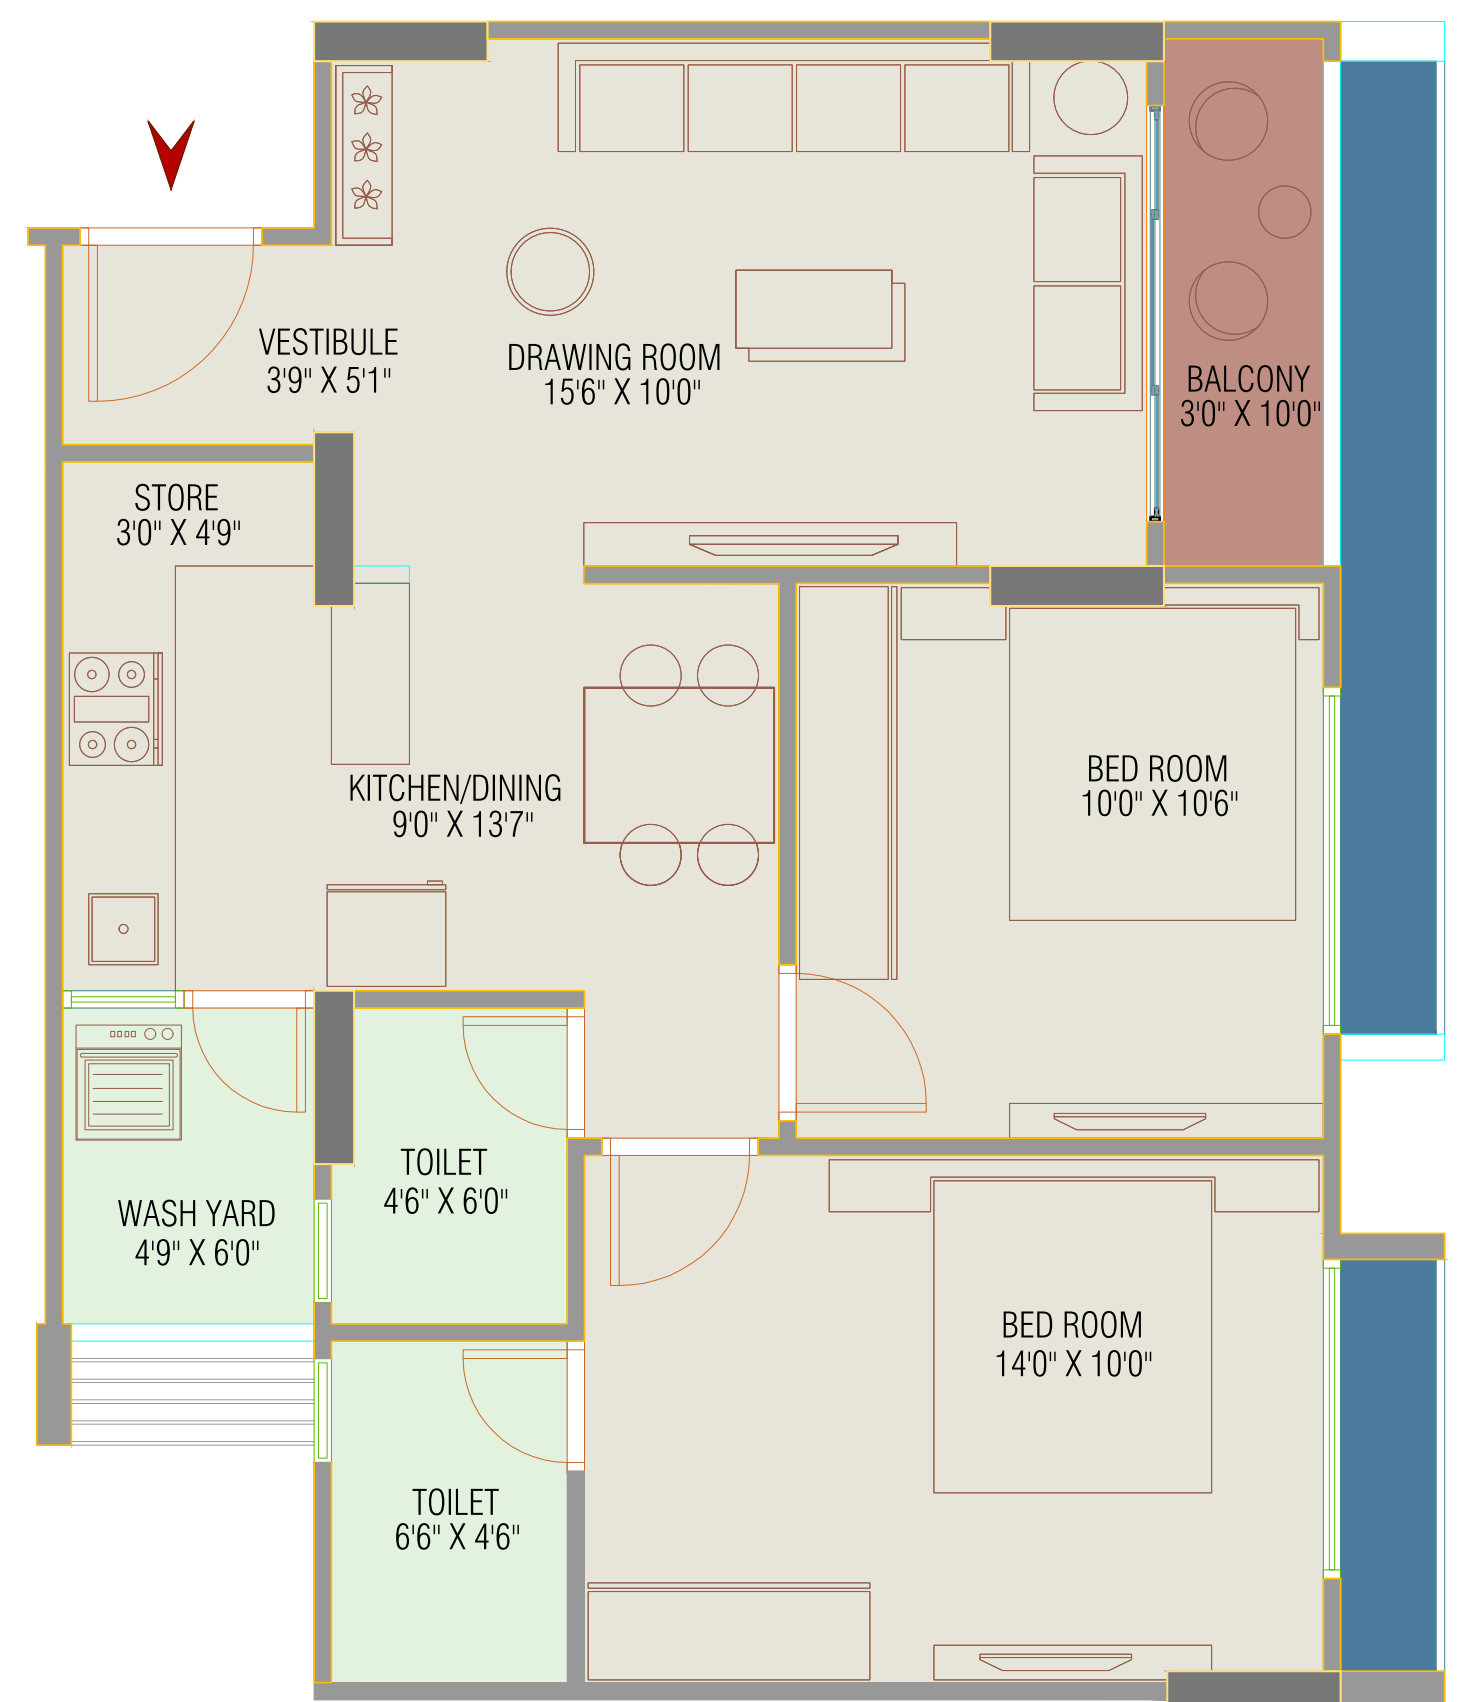 VESTIBULE
3'9" X 5'1"
DRAWING ROOM
15'6" X 10'0"
BALCONY
3'0" X 10'0"
STORE
3'0" X 4'9"
KITCHEN/DINING
9'0" X 13'7"
BED ROOM
10'0" X 10'6"
TOILET
4'6" X 6'0"
WASH YARD
4'9" X 6'0"
BED ROOM
14'0" X 10'0"
TOILET
6'6" X 4'6"